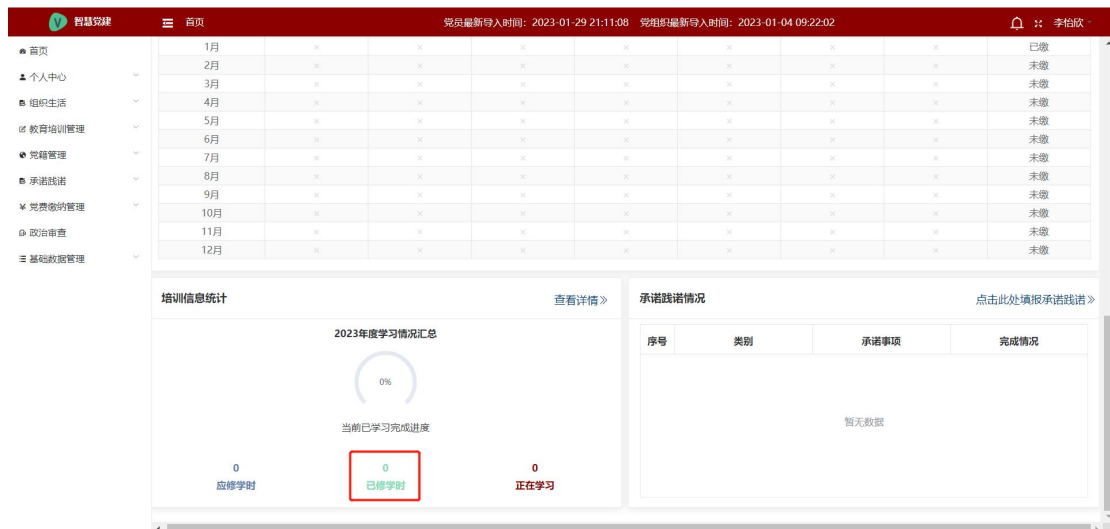 智慧党建
首页 党员最新导入时间：2023-01-29 21:11:08 党组织最新导入时间：2023-01-04 09:22:02 李怡欣
首页
个人中心
组织生活
教育培训管理
党籍管理
承诺践诺
党费缴纳管理
政治审查
基础数据管理
1月 × × × × × × × 已缴
2月 × × × × × × × 未缴
3月 × × × × × × × 未缴
4月 × × × × × × × 未缴
5月 × × × × × × × 未缴
6月 × × × × × × × 未缴
7月 × × × × × × × 未缴
8月 × × × × × × × 未缴
9月 × × × × × × × 未缴
10月 × × × × × × × 未缴
11月 × × × × × × × 未缴
12月 × × × × × × × 未缴
培训信息统计 查看详情》
2023年度学习情况汇总
0%
当前已学习完成进度
0 0 0
应修学时 已修学时 正在学习
承诺践诺情况 点击此处填报承诺践诺》
序号 类别 承诺事项 完成情况
暂无数据